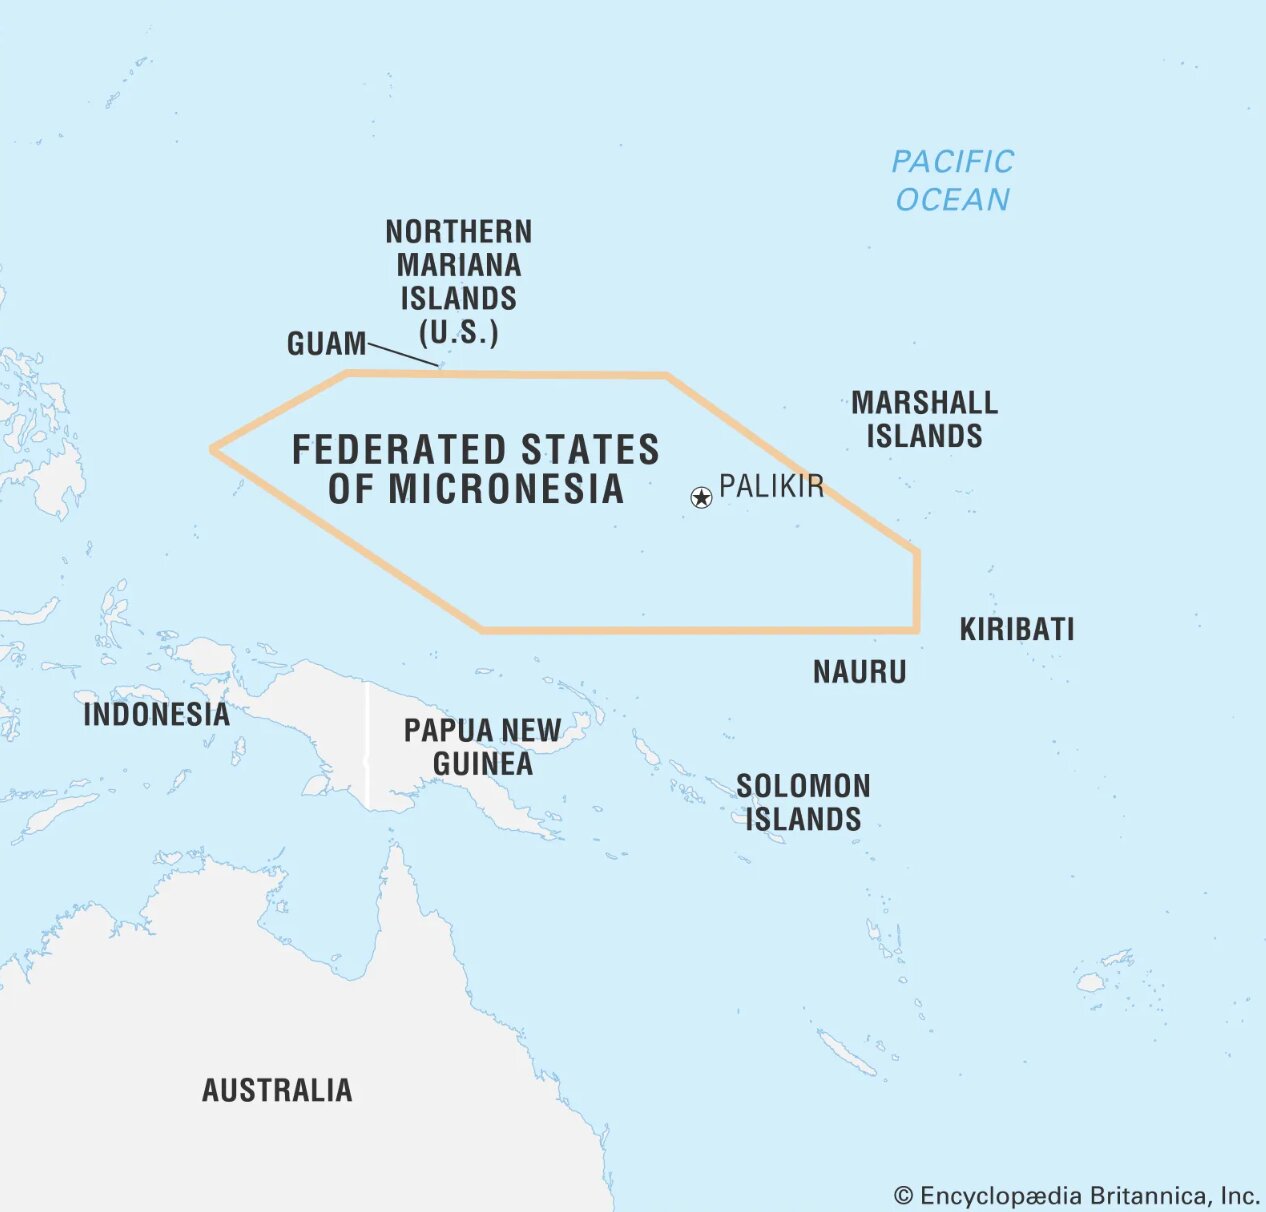 PACIFIC
OCEAN
NORTHERN
MARIANA
ISLANDS
(U.S.)
GUAM
MARSHALL
ISLANDS
FEDERATED STATES
OF MICRONESIA
PALIKIR
KIRIBATI
NAURU
INDONESIA
PAPUA NEW
GUINEA
SOLOMON
ISLANDS
AUSTRALIA
© Encyclopædia Britannica, Inc.